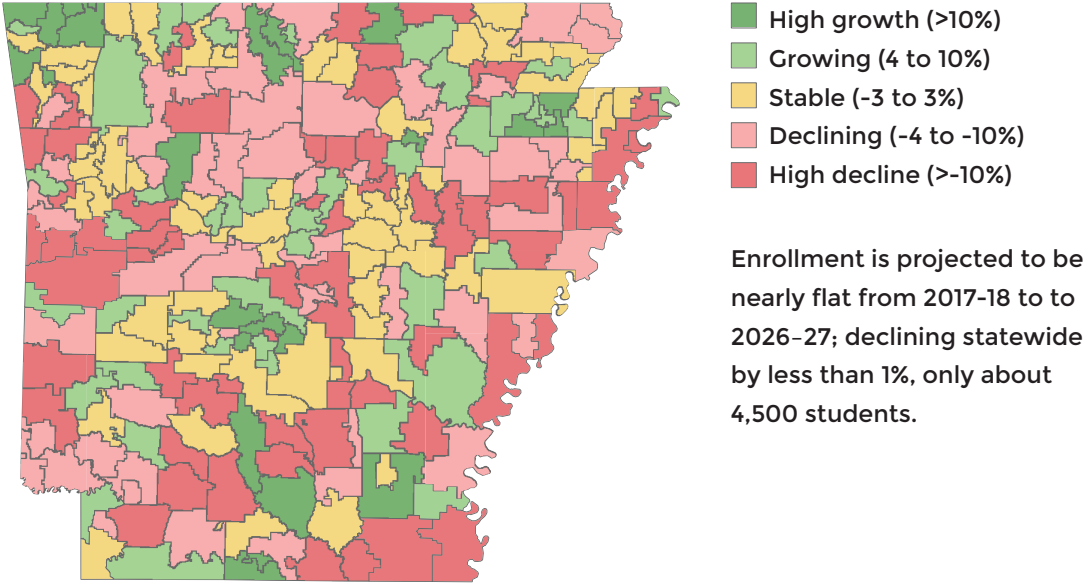 High growth (>10%)
Growing (4 to 10%)
Stable (-3 to 3%)
Declining (-4 to -10%)
High decline (>-10%)
Enrollment is projected to be
nearly flat from 2017-18 to to
2026–27; declining statewide
by less than 1%, only about
4,500 students.